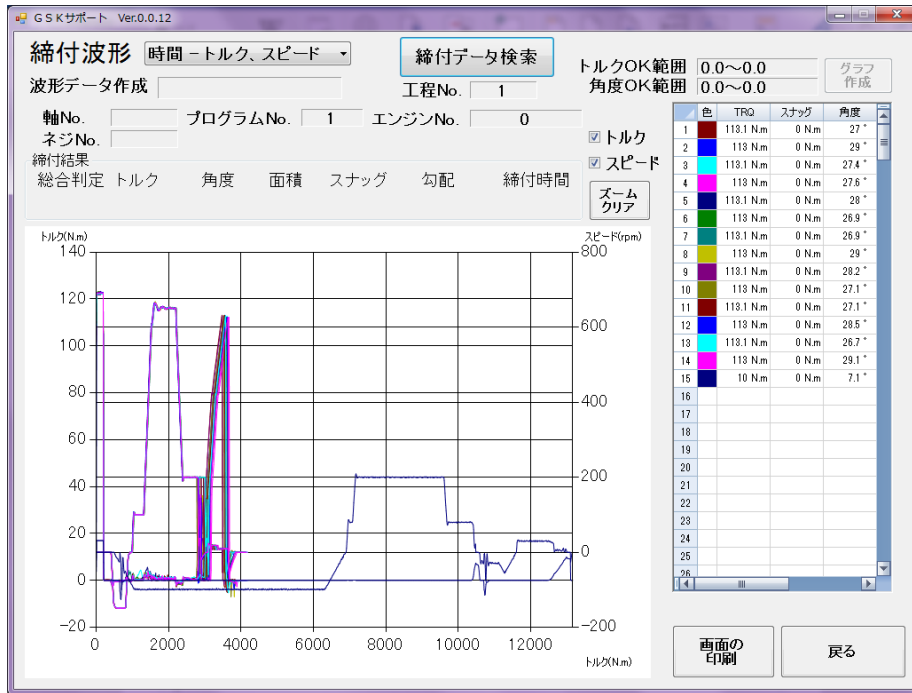 GSKサポート Ver.0.0.12
締付波形 時間-トルク、スピード 締付データ検索
トルクOK範囲 0.0～0.0 グラフ作成
波形データ作成 工程No. 1 角度OK範囲 0.0～0.0
軸No. プログラムNo. 1 エンジンNo. 0
ネジNo.
トルク
スピード
締付結果
総合判定 トルク 角度 面積 スナッグ 勾配 締付時間
ズームクリア
色 TRQ スナッグ 角度
1 113.1 N.m 0 N.m 27 °
2 113 N.m 0 N.m 29 °
3 113.1 N.m 0 N.m 27.4 °
4 113 N.m 0 N.m 27.6 °
5 113.1 N.m 0 N.m 28 °
6 113 N.m 0 N.m 26.9 °
7 113.1 N.m 0 N.m 26.9 °
8 113 N.m 0 N.m 29 °
9 113.1 N.m 0 N.m 28.2 °
10 113 N.m 0 N.m 27.1 °
11 113.1 N.m 0 N.m 27.1 °
12 113 N.m 0 N.m 28.5 °
13 113.1 N.m 0 N.m 26.7 °
14 113 N.m 0 N.m 29.1 °
15 10 N.m 0 N.m 7.1 °
16
17
18
19
20
21
22
23
24
25
26
トルク(N.m) スピード(rpm)
140 800
120
600
100
80 400
60
40 200
20
0
0
-20 -200
0 2000 4000 6000 8000 10000 12000
トルク(N.m)
画面の印刷 戻る